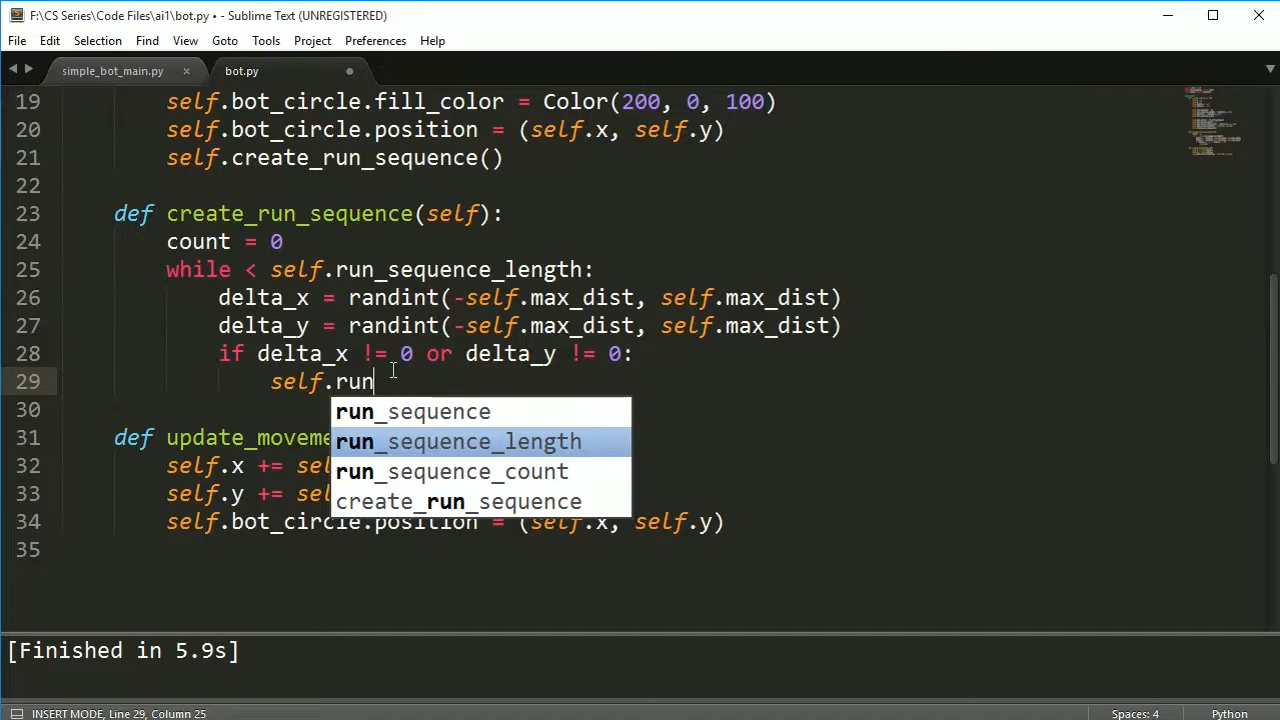 F:\CS Series\Code Files\ai1\bot.py • - Sublime Text (UNREGISTERED)
File Edit Selection Find View Goto Tools Project Preferences Help
simple_bot_main.py × bot.py
19 self.bot_circle.fill_color = Color(200, 0, 100)
20 self.bot_circle.position = (self.x, self.y)
21 self.create_run_sequence()
22
23 def create_run_sequence(self):
24 count = 0
25 while < self.run_sequence_length:
26 delta_x = randint(-self.max_dist, self.max_dist)
27 delta_y = randint(-self.max_dist, self.max_dist)
28 if delta_x != 0 or delta_y != 0:
29 self.run
30 run_sequence
31 def update_moveme run_sequence_length
32 self.x += se run_sequence_count
33 self.y += se create_run_sequence
34 self.bot_circle.position = (self.x, self.y)
35
[Finished in 5.9s]
INSERT MODE, Line 29, Column 25 Spaces: 4 Python